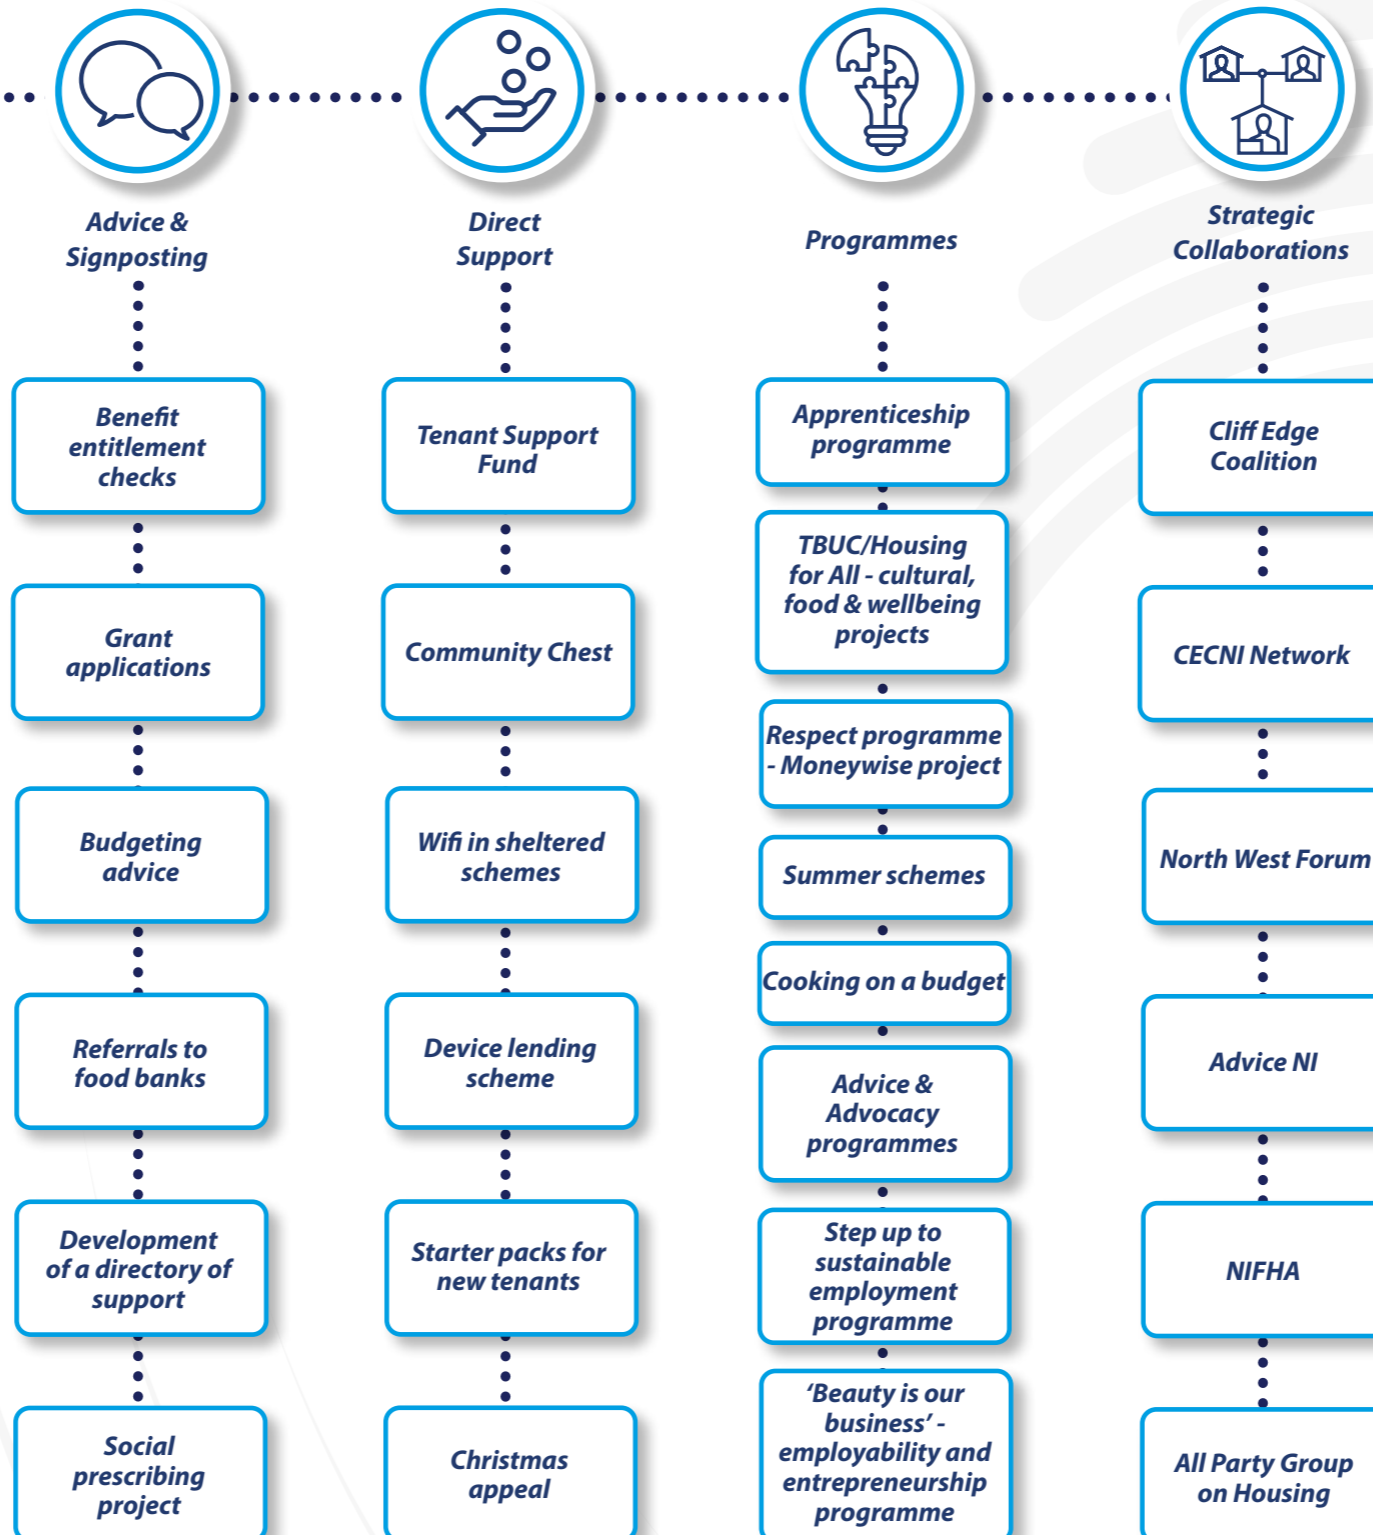 Advice &
Signposting
Benefit
entitlement
checks
Grant
applications
Budgeting
advice
Referrals to
food banks
Development
of a directory of
support
Social
prescribing
project
Direct
Support
Tenant Support
Fund
Community Chest
Wifi in sheltered
schemes
Device lending
scheme
Starter packs for
new tenants
Christmas
appeal
Programmes
Apprenticeship
programme
TBUC/Housing
for All - cultural,
food & wellbeing
projects
Respect programme
- Moneywise project
Summer schemes
Cooking on a budget
Advice &
Advocacy
programmes
Step up to
sustainable
employment
programme
‘Beauty is our
business’ -
employability and
entrepreneurship
programme
Strategic
Collaborations
Cliff Edge
Coalition
CECNI Network
North West Forum
Advice NI
NIFHA
All Party Group
on Housing